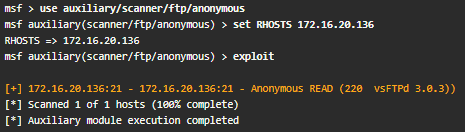 msf > use auxiliary/scanner/ftp/anonymous
msf auxiliary(scanner/ftp/anonymous) > set RHOSTS 172.16.20.136
RHOSTS => 172.16.20.136
msf auxiliary(scanner/ftp/anonymous) > exploit
[+] 172.16.20.136:21 - 172.16.20.136:21 - Anonymous READ (220 vsFTPd 3.0.3))
[*] Scanned 1 of 1 hosts (100% complete)
[*] Auxiliary module execution completed